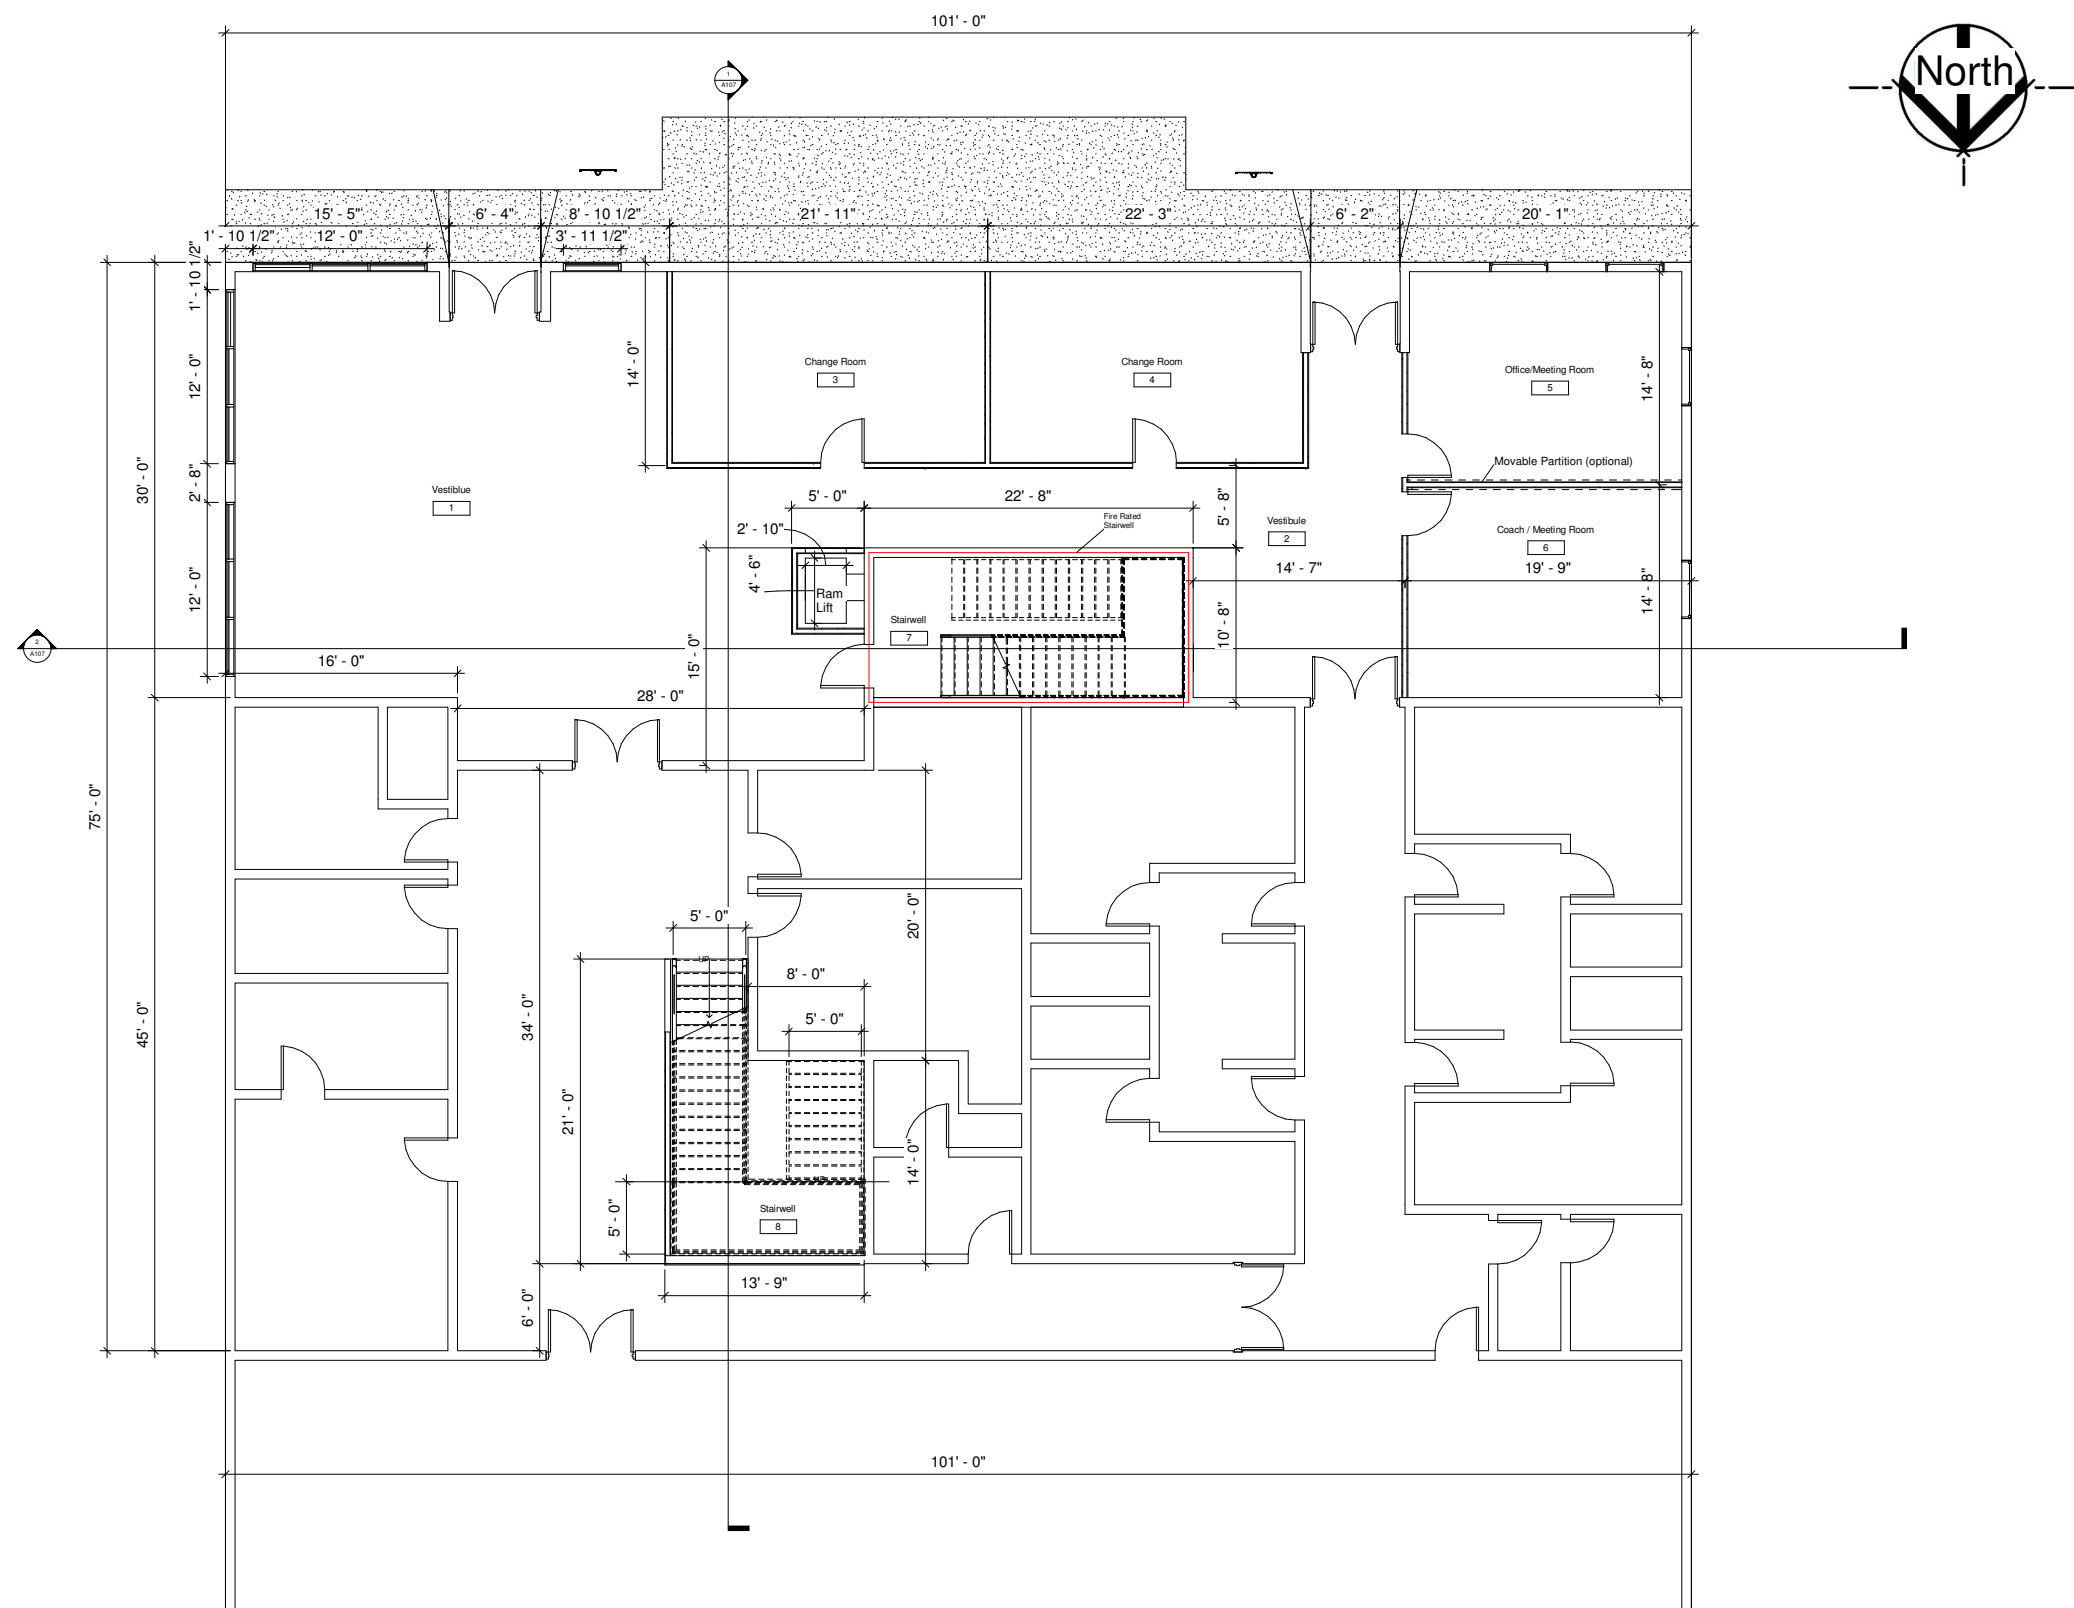 101' - 0"
North
1
A107
15' - 5"
6' - 4"
8' - 10 1/2"
21' - 11"
22' - 3"
6' - 2"
20' - 1"
1' - 10 1/2"
12' - 0"
3' - 11 1/2"
1' - 10 1/2"
12' - 0"
14' - 0"
Change Room
3
Change Room
4
Office/Meeting Room
5
14' - 8"
30' - 0"
2' - 8"
Movable Partition (optional)
Vestiblue
1
5' - 0"
22' - 8"
5' - 8"
Fire Rated
Stairwell
Vestibule
2
Coach / Meeting Room
6
2' - 10"
4' - 6"
14' - 7"
19' - 9"
14' - 8"
12' - 0"
Ram
Lift
Stairwell
7
10' - 8"
2
A107
16' - 0"
15' - 0"
28' - 0"
75' - 0"
5' - 0"
20' - 0"
UP
8' - 0"
45' - 0"
34' - 0"
5' - 0"
21' - 0"
14' - 0"
UP
Stairwell
8
5' - 0"
13' - 9"
6' - 0"
101' - 0"